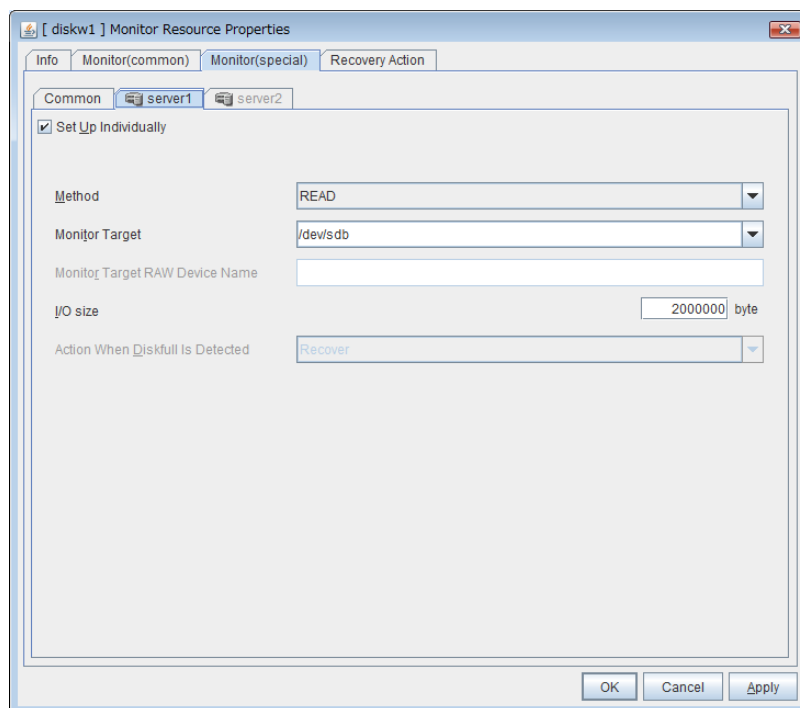 [ diskw1 ] Monitor Resource Properties
Info Monitor(common) Monitor(special) Recovery Action
Common server1 server2
Set Up Individually
Method READ
Monitor Target /dev/sdb
Monitor Target RAW Device Name
I/O size 2000000 byte
Action When Diskfull Is Detected Recover
OK Cancel Apply